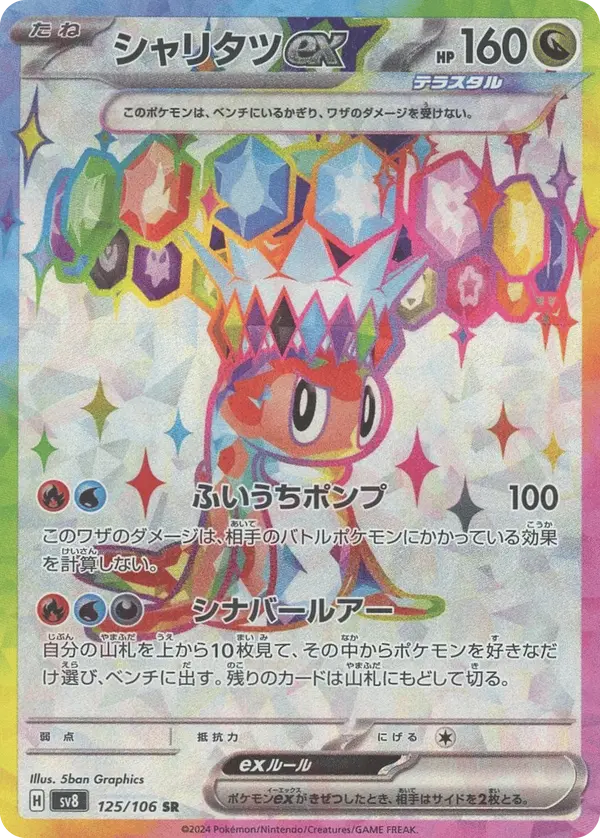 たね
シャリタツex
HP 160
テラスタル
このポケモンは、ベンチにいるかぎり、ワザのダメージを受けない。
ふいうちポンプ 100
このワザのダメージは、相手のバトルポケモンにかかっている効果
を計算しない。
シナバールアー
自分の山札を上から10枚見て、その中からポケモンを好きなだ
け選び、ベンチに出す。残りのカードは山札にもどして切る。
弱点 抵抗力 にげる
exルール
ポケモンexがきぜつしたとき、相手はサイドを2枚とる。
Illus. 5ban Graphics
H sv8 125/106 SR
©2024 Pokémon/Nintendo/Creatures/GAME FREAK.